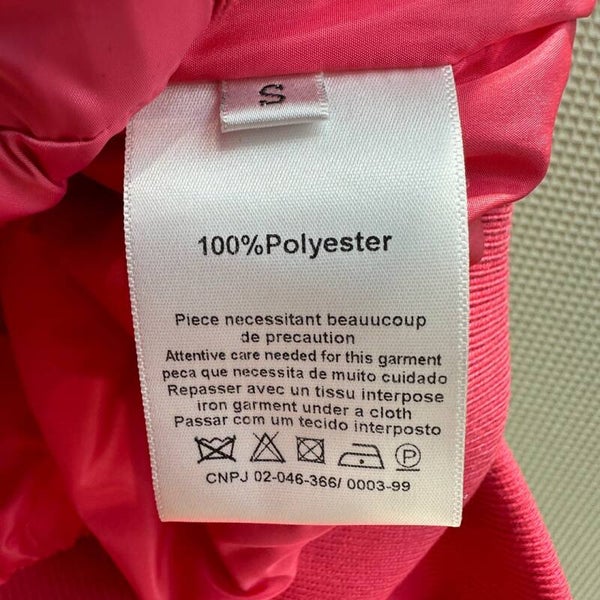 S
100%Polyester
Piece necessitant beauucoup
de precaution
Attentive care needed for this garment
peca que necessita de muito cuidado
Repasser avec un tissu interpose
iron garment under a cloth
Passar com um tecido interposto
P
CNPJ 02-046-366/ 0003-99